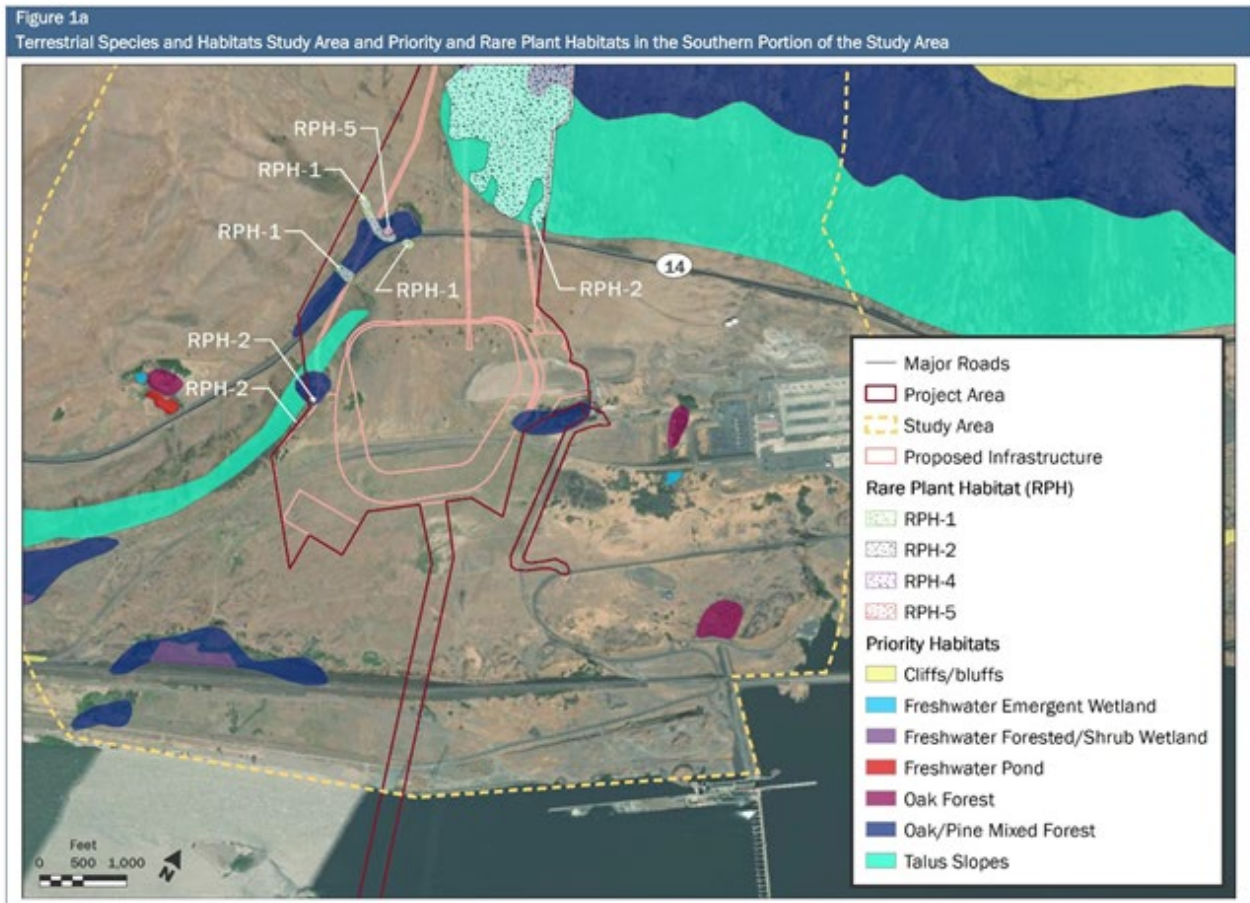 Figure 1a
Terrestrial Species and Habitats Study Area and Priority and Rare Plant Habitats in the Southern Portion of the Study Area
RPH-5
RPH-1
RPH-1
RPH-1
RPH-2
14
RPH-2
RPH-2
Major Roads
Project Area
Study Area
Proposed Infrastructure
Rare Plant Habitat (RPH)
RPH-1
RPH-2
RPH-4
RPH-5
Priority Habitats
Cliffs/bluffs
Freshwater Emergent Wetland
Freshwater Forested/Shrub Wetland
Freshwater Pond
Oak Forest
Oak/Pine Mixed Forest
Talus Slopes
Feet
0 500 1,000
N